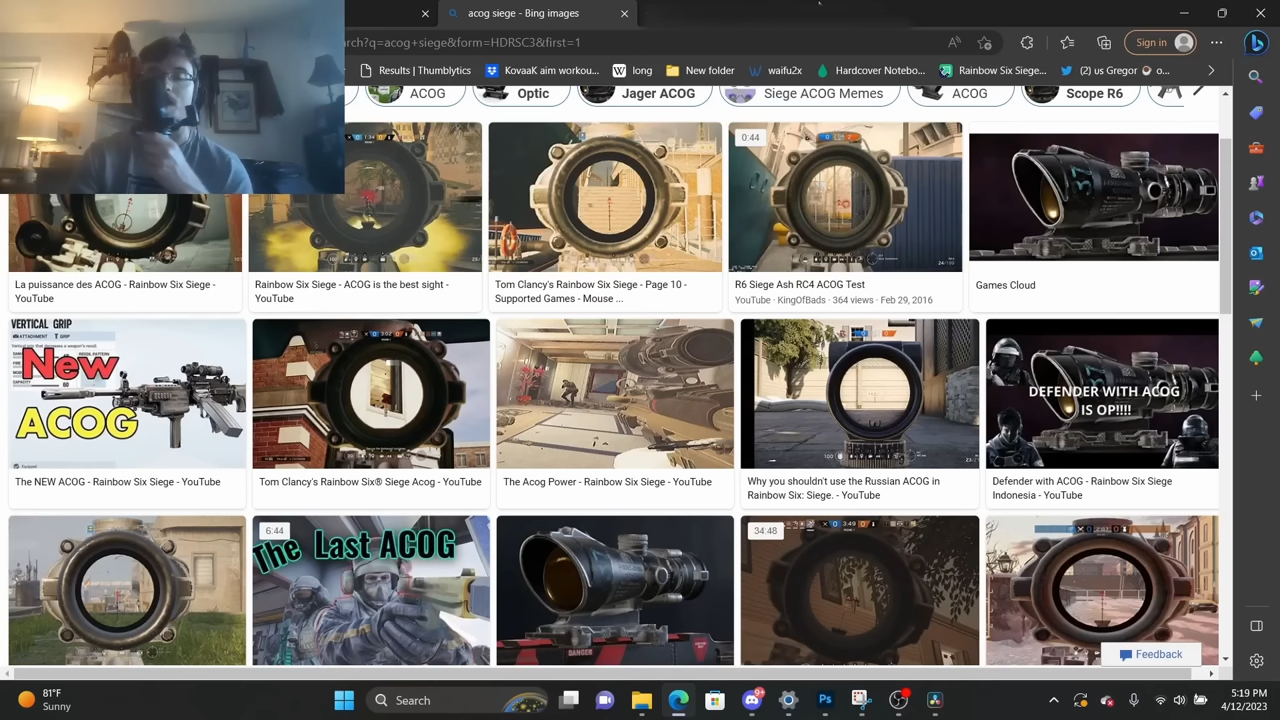 acog siege - Bing images
rch?q=acog+siege&form=HDRSC3&first=1
Sign in
Results | Thumblytics
KovaaK aim workou...
long
New folder
waifu2x
Hardcover Notebo...
Rainbow Six Siege...
(2) us Gregor
o...
ACOG
Optic
Jager ACOG
Siege ACOG Memes
ACOG
Scope R6
0:44
La puissance des ACOG - Rainbow Six Siege -
YouTube
Rainbow Six Siege - ACOG is the best sight -
YouTube
Tom Clancy's Rainbow Six Siege - Page 10 -
Supported Games - Mouse ...
R6 Siege Ash RC4 ACOG Test
YouTube · KingOfBads · 364 views · Feb 29, 2016
Games Cloud
VERTICAL GRIP
ATTACHMENT
GRIP
New
ACOG
Equipped
DEFENDER WITH ACOG
IS OP!!!!
The NEW ACOG - Rainbow Six Siege - YouTube
Tom Clancy's Rainbow Six® Siege Acog - YouTube
The Acog Power - Rainbow Six Siege - YouTube
Why you shouldn't use the Russian ACOG in
Rainbow Six: Siege. - YouTube
Defender with ACOG - Rainbow Six Siege
Indonesia - YouTube
6:44
The Last ACOG
DANGER
34:48
3:49
Feedback
81°F
Sunny
Search
5:19 PM
4/12/2023